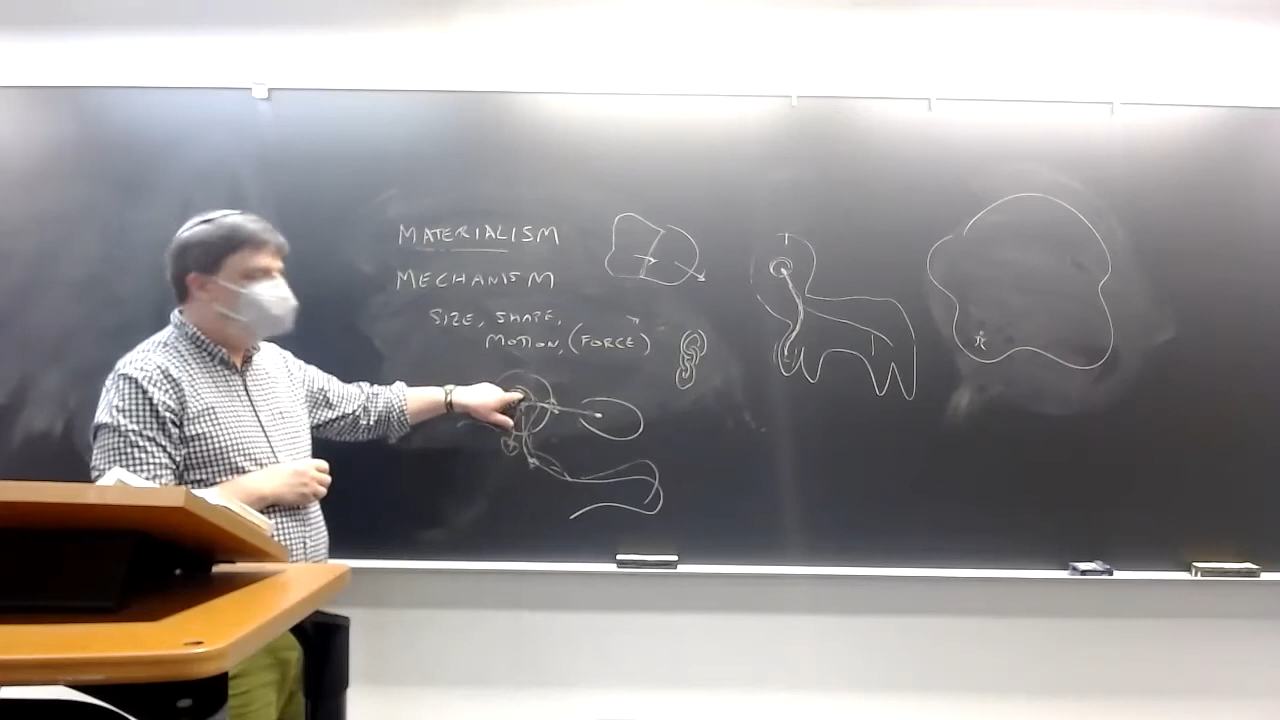 MATERIALISM
MECHANISM
SIZE, SHAPE,
MOTION, (FORCE)